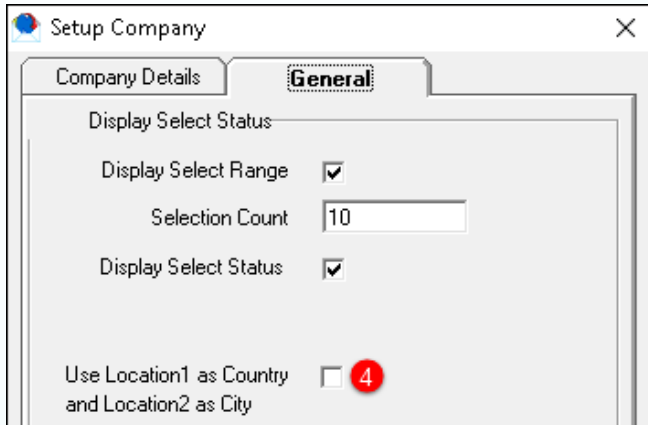 Setup Company
Company Details
General
Display Select Status
Display Select Range
Selection Count 10
Display Select Status
Use Location1 as Country 4
and Location2 as City